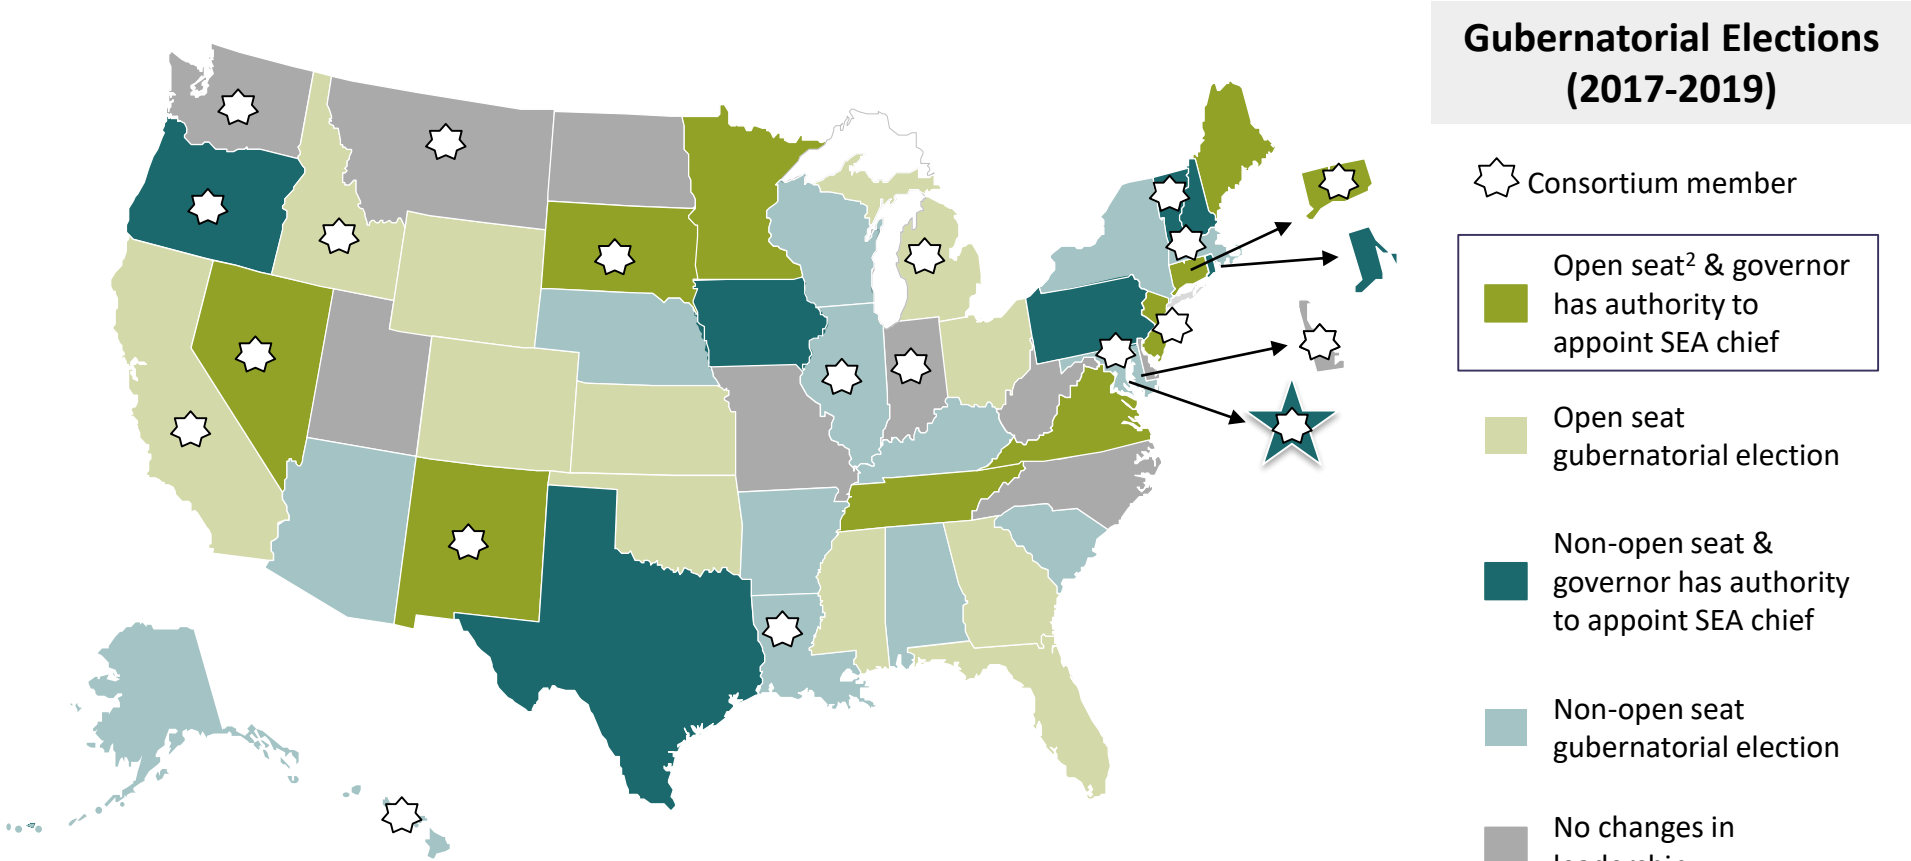 Gubernatorial Elections
(2017-2019)
Consortium member
Open seat² & governor
has authority to
appoint SEA chief
Open seat
gubernatorial election
Non-open seat &
governor has authority
to appoint SEA chief
Non-open seat
gubernatorial election
No changes in